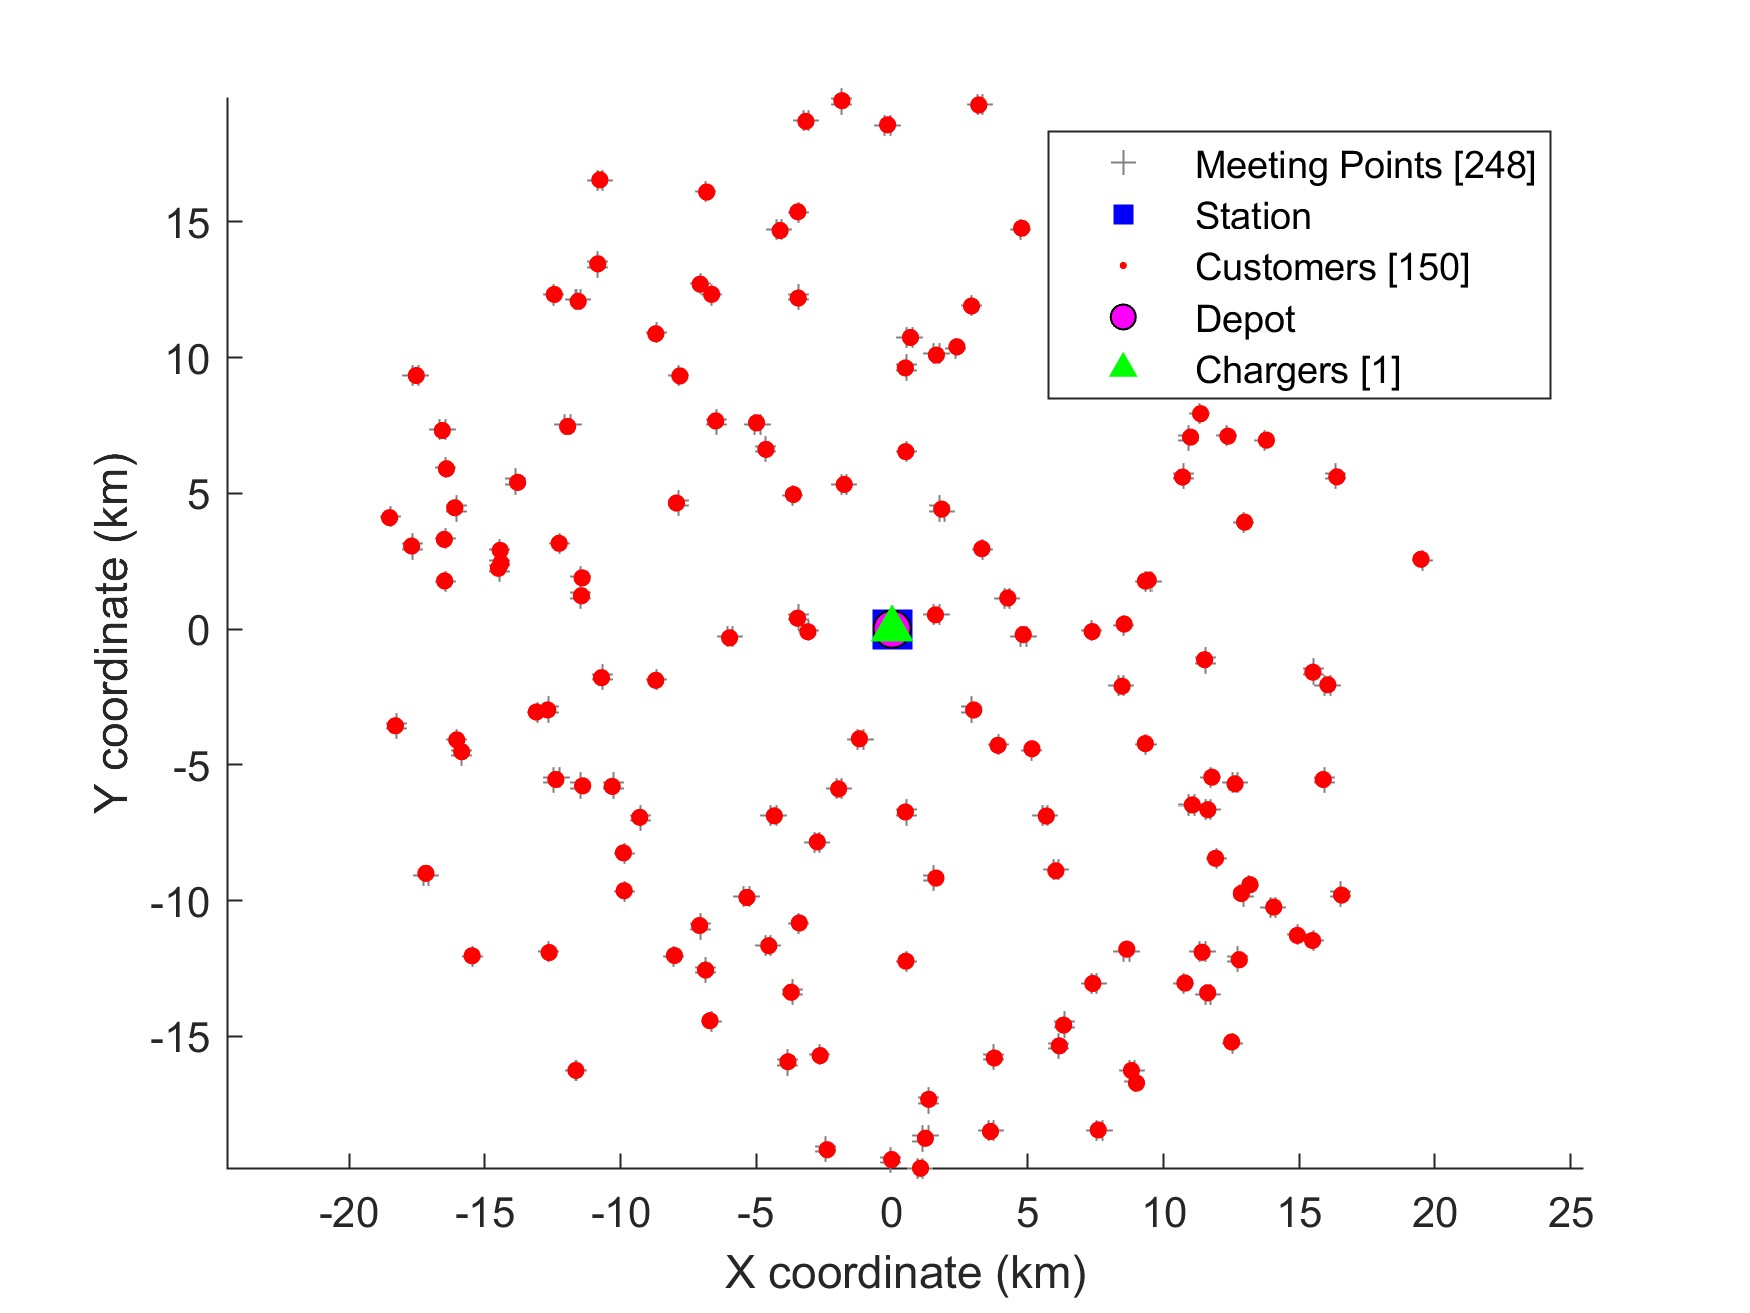 Meeting Points [248]
Station
Customers [150]
Depot
Chargers [1]
15
10
5
0
-5
-10
-15
Y coordinate (km)
-20 -15 -10 -5 0 5 10 15 20 25
X coordinate (km)